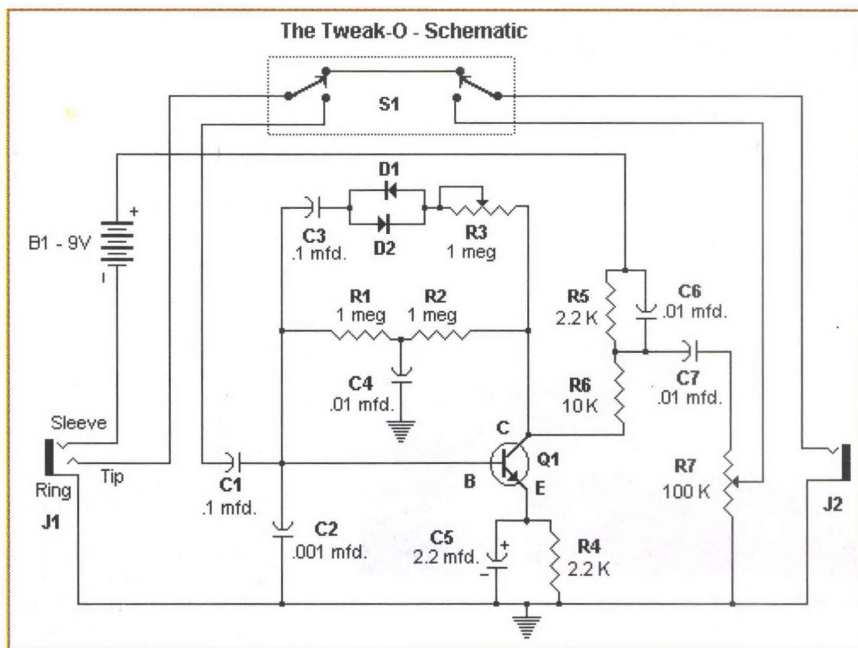 The Tweak-O - Schematic
S1
D1
+
B1 - 9V
C3
.1 mfd.
D2
R3
1 meg
R1
1 meg
R2
1 meg
R5
2.2 K
C6
.01 mfd.
C4
.01 mfd.
R6
10 K
C7
.01 mfd.
Sleeve
C
Q1
Tip
B
E
Ring
J1
C1
.1 mfd.
R7
100 K
J2
C2
.001 mfd.
C5
2.2 mfd.
+
R4
2.2 K